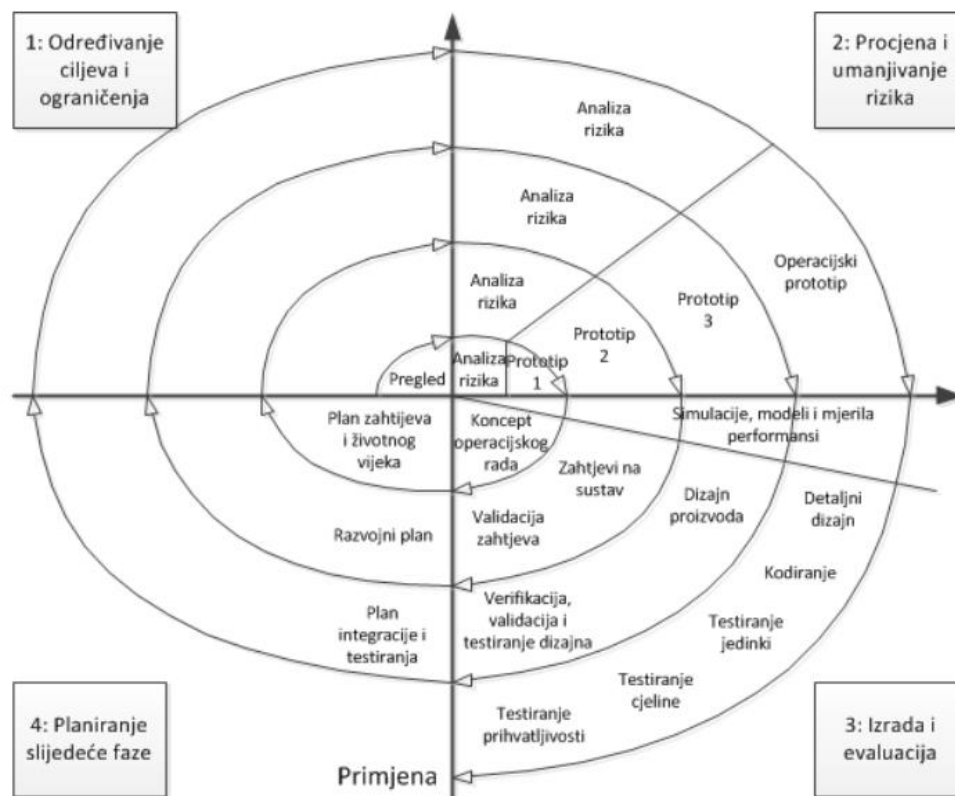 1: Određivanje
ciljeva i
ograničenja
2: Procjena i
umanjivanje
rizika
Analiza
rizika
Analiza
rizika
Operacijski
prototip
Analiza
rizika
Prototip
3
Prototip
2
Pregled
Analiza
rizika
Prototip
1
Simulacije, modeli i mjerila
performansi
Plan zahtijeva
i životnog
vijeka
Koncept
operacijskog
rada
Zahtjevi na
sustav
Dizajn
proizvoda
Detaljni
dizajn
Razvojni plan
Validacija
zahtjeva
Kodiranje
Plan
integracije i
testiranja
Verifikacija,
validacija i
testiranje dizajna
Testiranje
jedinki
Testiranje
cjeline
Testiranje
prihvatljivosti
4: Planiranje
slijedeće faze
3: Izrada i
evaluacija
Primjena